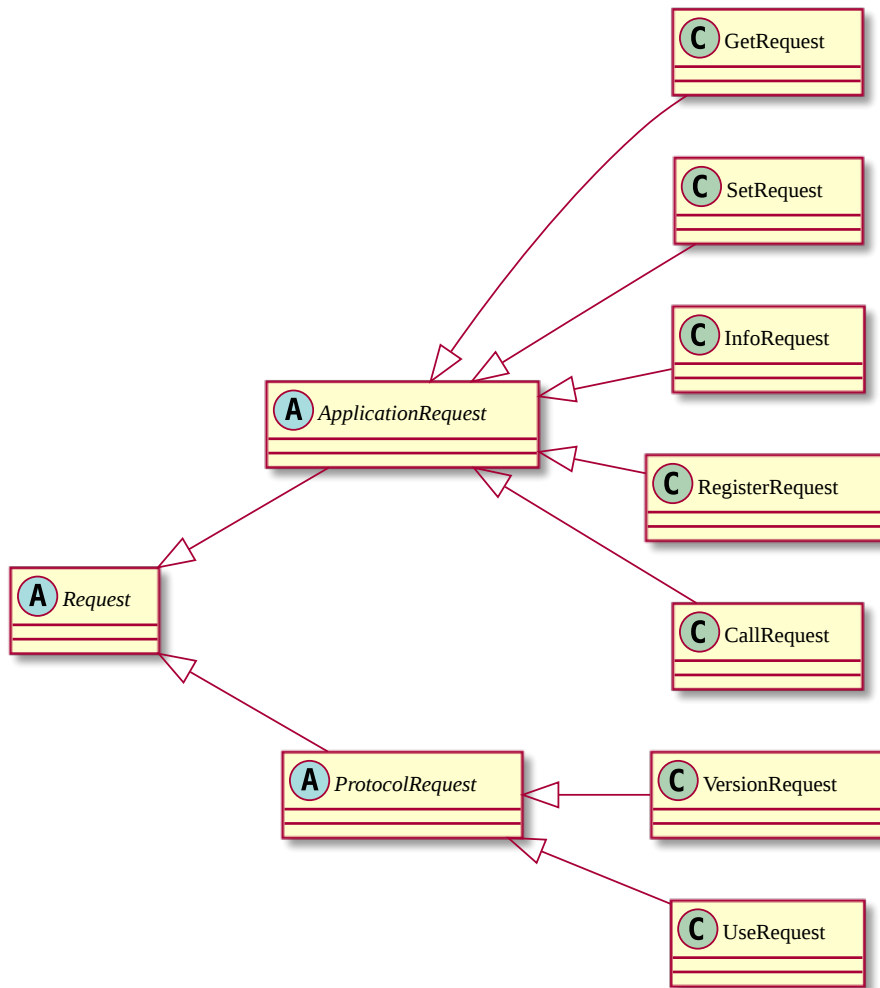 C GetRequest
C SetRequest
C InfoRequest
A ApplicationRequest
C RegisterRequest
A Request
C CallRequest
A ProtocolRequest
C VersionRequest
C UseRequest